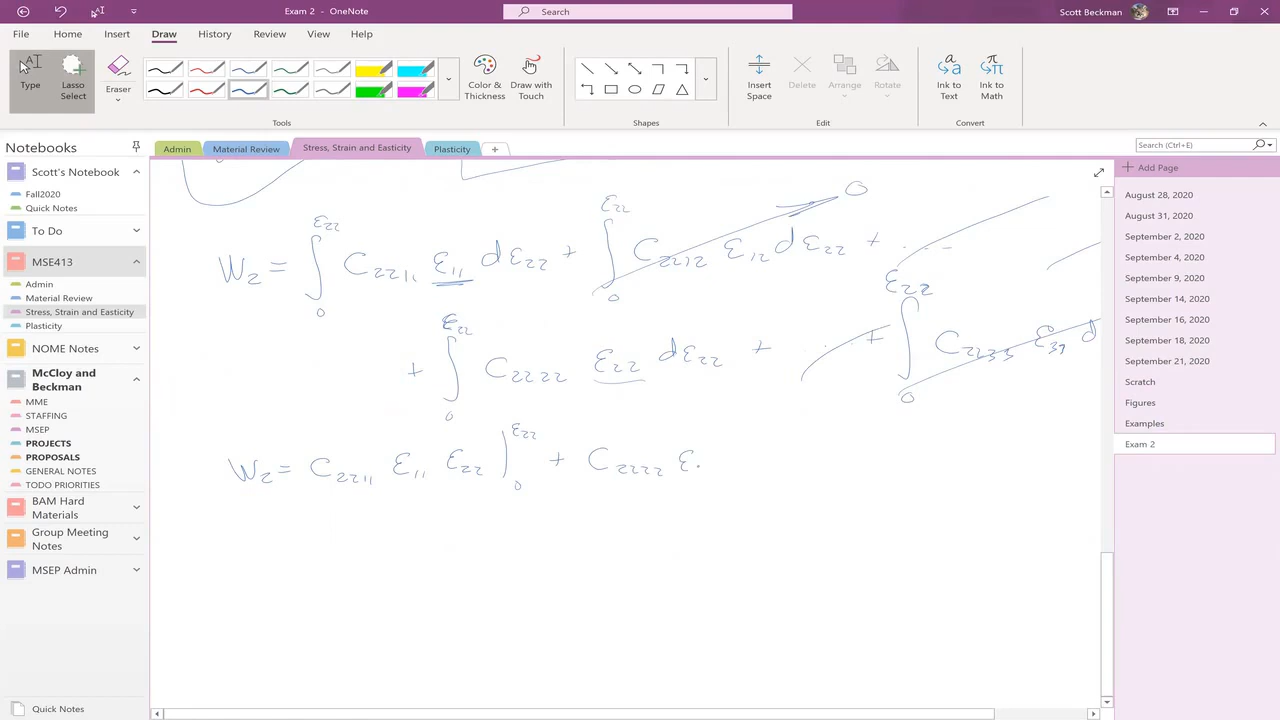 Exam 2 - OneNote
Search
Scott Beckman
File Home Insert Draw History Review View Help
Type
Lasso Select
Eraser
Color & Thickness
Draw with Touch
Insert Space
Delete
Arrange
Rotate
Ink to Text
Ink to Math
Tools
Shapes
Edit
Convert
Notebooks
Admin
Material Review
Stress, Strain and Easticity
Plasticity
Search (Ctrl+E)
Scott's Notebook
Fall2020
Quick Notes
To Do
MSE413
Admin
Material Review
Stress, Strain and Easticity
Plasticity
NOME Notes
McCloy and Beckman
MME
STAFFING
MSEP
PROJECTS
PROPOSALS
GENERAL NOTES
TODO PRIORITIES
BAM Hard Materials
Group Meeting Notes
MSEP Admin
Quick Notes
W₂ = ∫₀^ε₂₂ C₂₂₁₁ ε₁₁ dε₂₂ + ∫₀^ε₂₂ C₂₂₁₂ ε₁₂ dε₂₂ + .... 0
+ ∫₀^ε₂₂ C₂₂₂₂ ε₂₂ dε₂₂ + ... + ∫₀^ε₂₂ C₂₂₃₃ ε₃₃ d
W₂ = C₂₂₁₁ ε₁₁ ε₂₂ |₀^ε₂₂ + C₂₂₂₂ ε
Add Page
August 28, 2020
August 31, 2020
September 2, 2020
September 4, 2020
September 9, 2020
September 14, 2020
September 16, 2020
September 18, 2020
September 21, 2020
Scratch
Figures
Examples
Exam 2